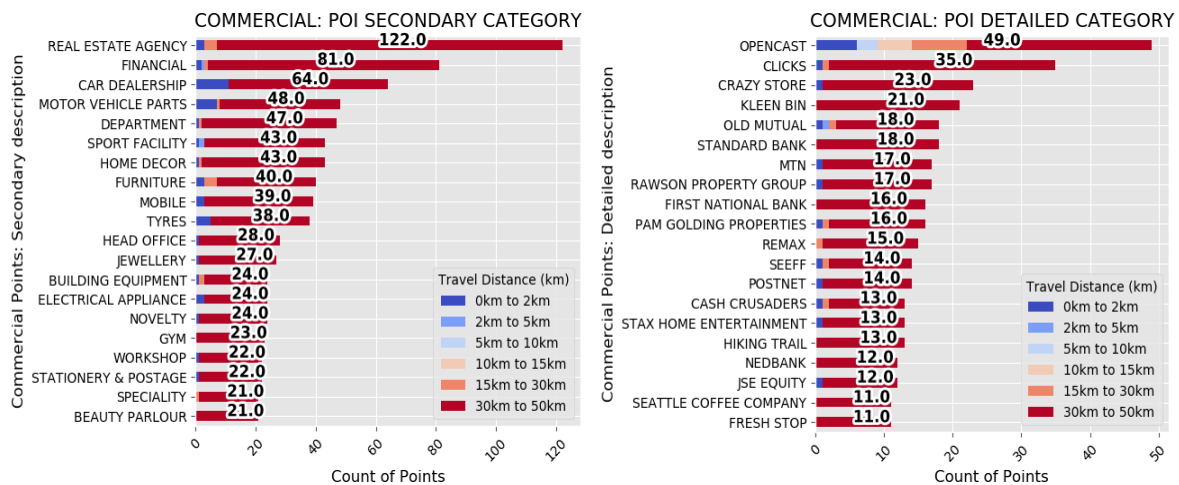 COMMERCIAL: POI SECONDARY CATEGORY
Commercial Points: Secondary description
REAL ESTATE AGENCY 122.0
FINANCIAL 81.0
CAR DEALERSHIP 64.0
MOTOR VEHICLE PARTS 48.0
DEPARTMENT 47.0
SPORT FACILITY 43.0
HOME DECOR 43.0
FURNITURE 40.0
MOBILE 39.0
TYRES 38.0
HEAD OFFICE 28.0
JEWELLERY 27.0
BUILDING EQUIPMENT 24.0
ELECTRICAL APPLIANCE 24.0
NOVELTY 24.0
GYM 23.0
WORKSHOP 22.0
STATIONERY & POSTAGE 22.0
SPECIALITY 21.0
BEAUTY PARLOUR 21.0
Travel Distance (km)
0km to 2km
2km to 5km
5km to 10km
10km to 15km
15km to 30km
30km to 50km
0 20 40 60 80 100 120
Count of Points
COMMERCIAL: POI DETAILED CATEGORY
Commercial Points: Detailed description
OPENCAST 49.0
CLICKS 35.0
CRAZY STORE 23.0
KLEEN BIN 21.0
OLD MUTUAL 18.0
STANDARD BANK 18.0
MTN 17.0
RAWSON PROPERTY GROUP 17.0
FIRST NATIONAL BANK 16.0
PAM GOLDING PROPERTIES 16.0
REMAX 15.0
SEEFF 14.0
POSTNET 14.0
CASH CRUSADERS 13.0
STAX HOME ENTERTAINMENT 13.0
HIKING TRAIL 13.0
NEDBANK 12.0
JSE EQUITY 12.0
SEATTLE COFFEE COMPANY 11.0
FRESH STOP 11.0
Travel Distance (km)
0km to 2km
2km to 5km
5km to 10km
10km to 15km
15km to 30km
30km to 50km
0 10 20 30 40 50
Count of Points